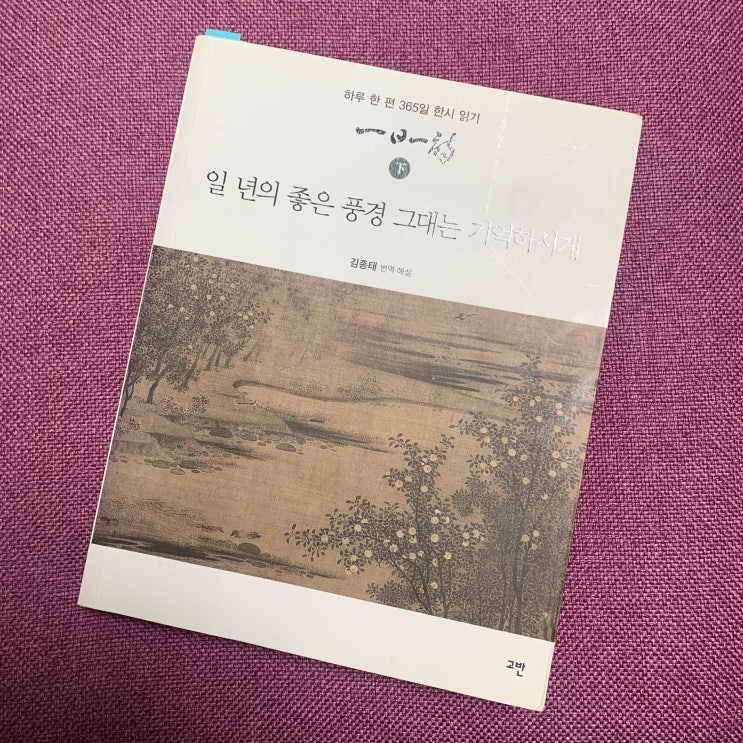 하루 한 편 365일 한시 읽기
一日一詩
下
일 년의 좋은 풍경 그대는 기억하시게
김종태 번역·해설
고반